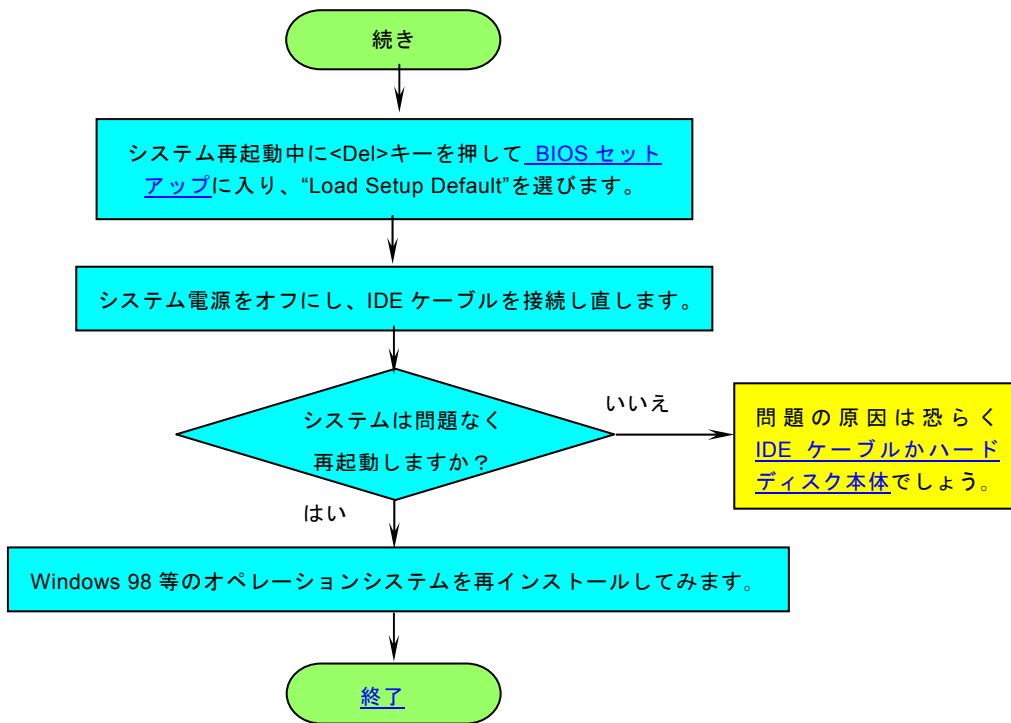 続き
システム再起動中に<Del>キーを押して BIOS セット
アップに入り、“Load Setup Default”を選びます。
システム電源をオフにし、IDE ケーブルを接続し直します。
システムは問題なく
再起動しますか？
いいえ
問題の原因は恐らく
IDE ケーブルかハード
ディスク本体でしょう。
はい
Windows 98 等のオペレーションシステムを再インストールしてみます。
終了